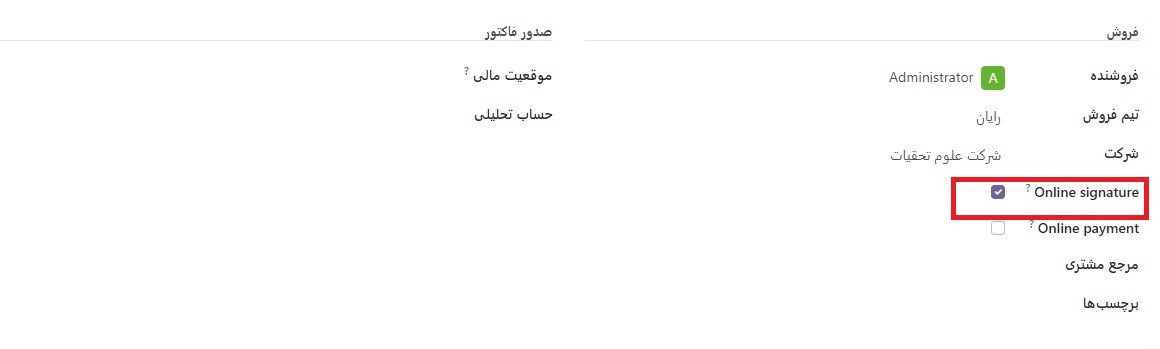 فروش
فروشنده
A Administrator
تیم فروش
رایان
شرکت
شرکت علوم تحقیات
Online signature ?
Online payment ?
مرجع مشتری
برچسب‌ها
صدور فاکتور
موقعیت مالی ?
حساب تحلیلی